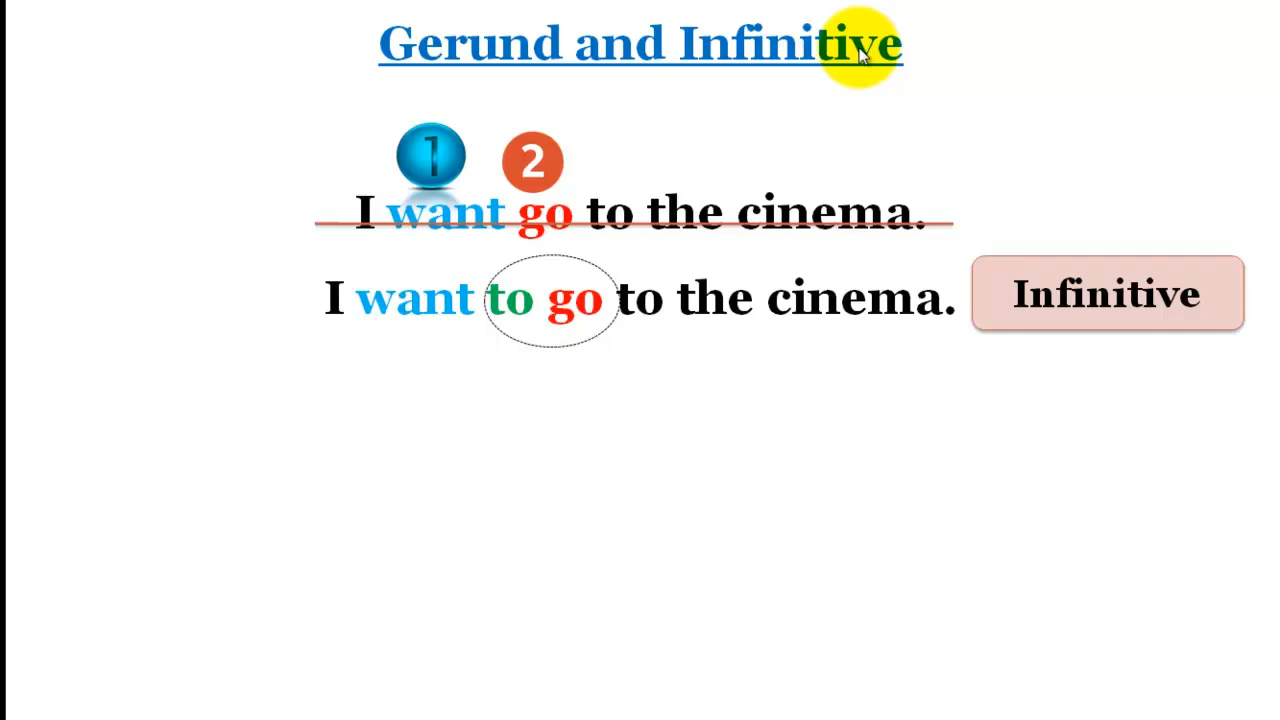 Gerund and Infinitive
1 2
I want go to the cinema.
I want to go to the cinema.
Infinitive